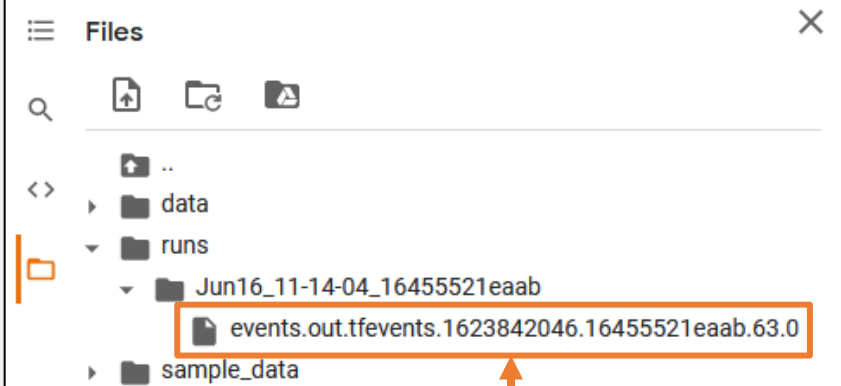 Files
..
data
runs
Jun16_11-14-04_16455521eaab
events.out.tfevents.1623842046.16455521eaab.63.0
sample_data